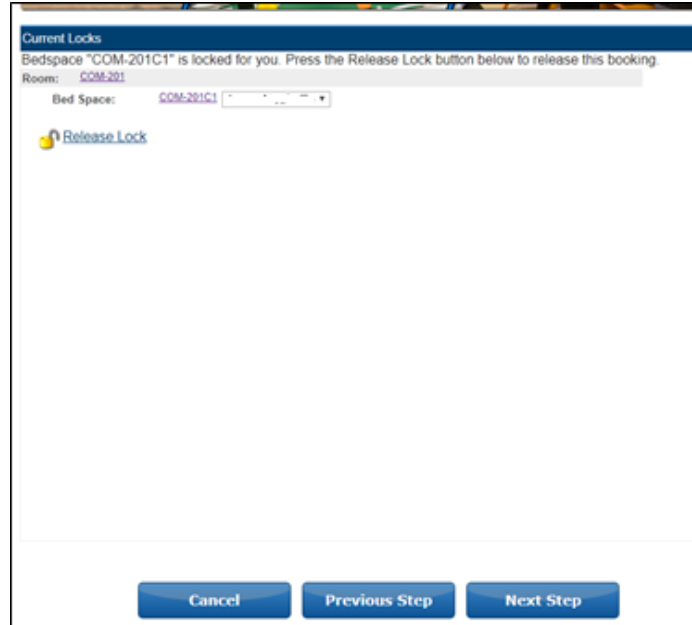 Current Locks
Bedspace "COM-201C1" is locked for you. Press the Release Lock button below to release this booking.
Room: COM-201
Bed Space: COM-201C1
Release Lock
Cancel Previous Step Next Step